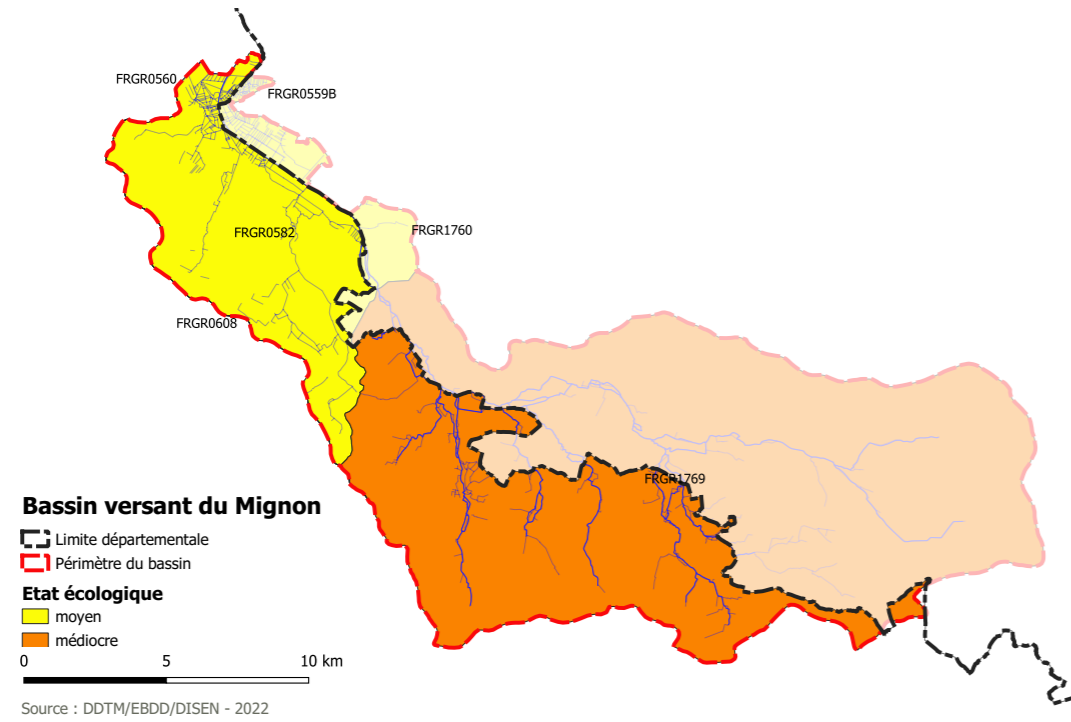 FRGR0560
FRGR0559B
FRGR0582
FRGR1760
FRGR0608
FRGR1769
Bassin versant du Mignon
Limite départementale
Périmètre du bassin
Etat écologique
moyen
médiocre
0 5 10 km
Source : DDTM/EBDD/DISEN - 2022